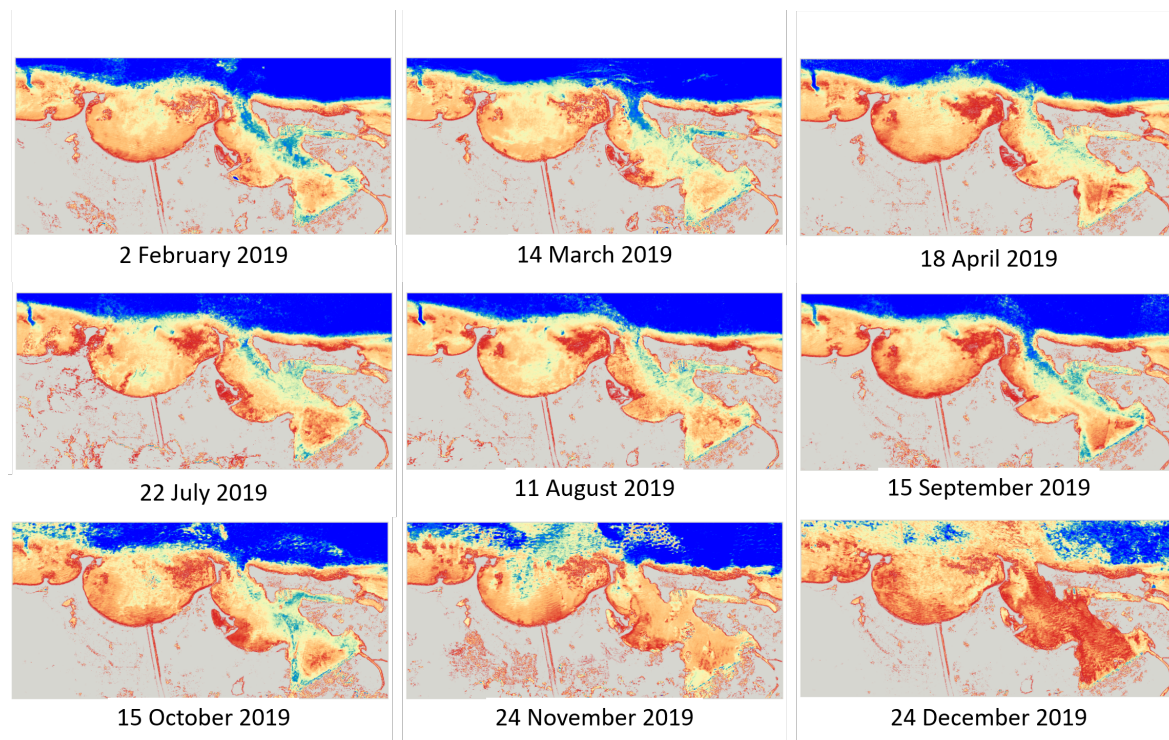 2 February 2019
14 March 2019
18 April 2019
22 July 2019
11 August 2019
15 September 2019
15 October 2019
24 November 2019
24 December 2019